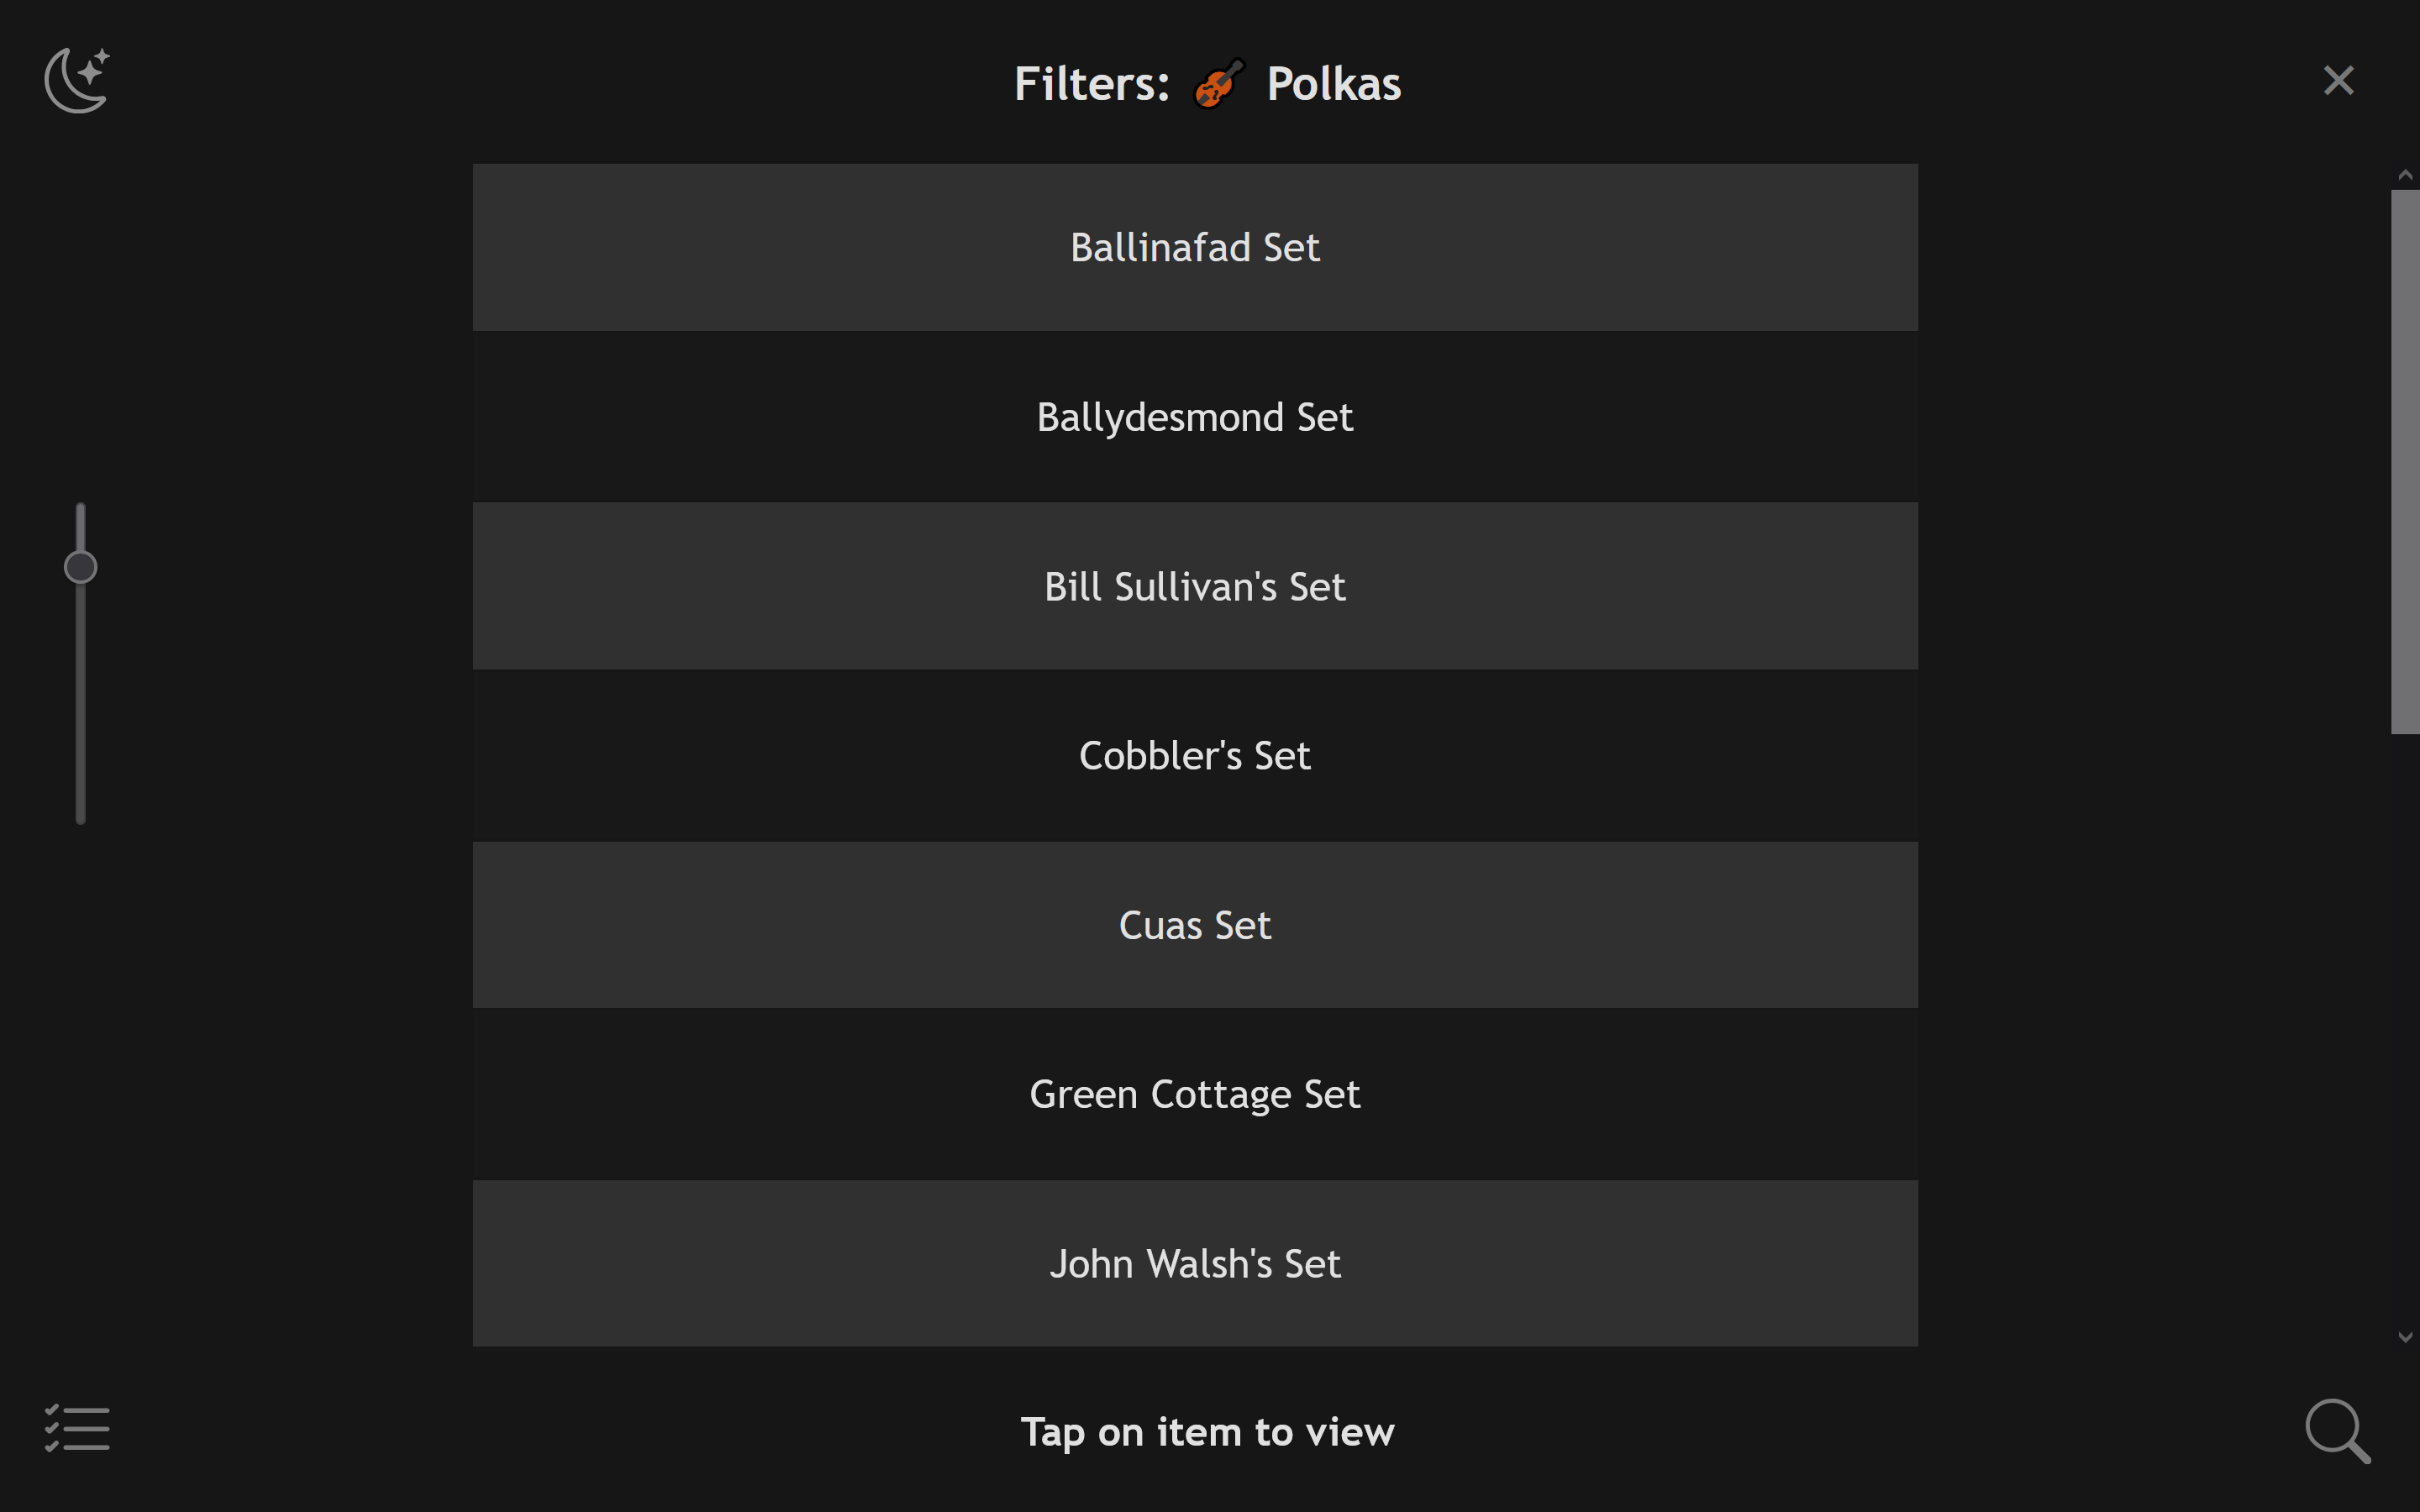 Filters: Polkas
Ballinafad Set
Ballydesmond Set
Bill Sullivan's Set
Cobbler's Set
Cuas Set
Green Cottage Set
John Walsh's Set
Tap on item to view